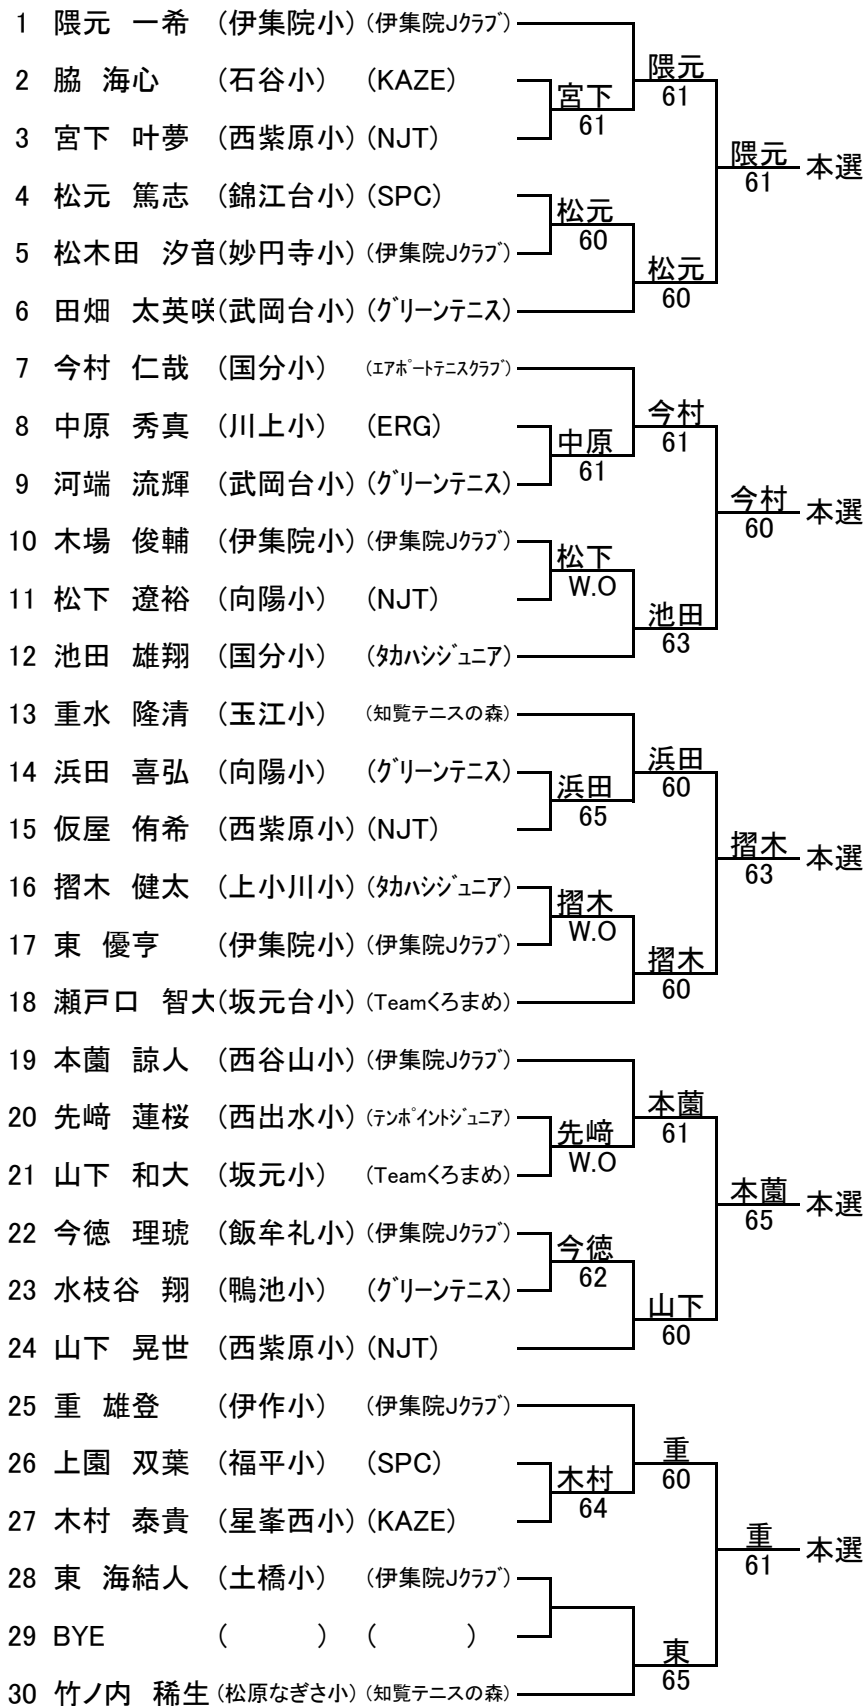 1 隈元 一希 (伊集院小) (伊集院Jｸﾗﾌﾞ)
隈元
2 脇 海心 (石谷小) (KAZE)
61
宮下
61
3 宮下 叶夢 (西紫原小) (NJT)
隈元 本選
61
4 松元 篤志 (錦江台小) (SPC)
松元
60
5 松木田 汐音 (妙円寺小) (伊集院Jｸﾗﾌﾞ)
松元
60
6 田畑 太英咲 (武岡台小) (ｸﾞﾘｰﾝﾃﾆｽ)
7 今村 仁哉 (国分小) (ｴｱﾎﾟｰﾄﾃﾆｽｸﾗﾌﾞ)
今村
61
8 中原 秀真 (川上小) (ERG)
中原
61
9 河端 流輝 (武岡台小) (ｸﾞﾘｰﾝﾃﾆｽ)
今村 本選
60
10 木場 俊輔 (伊集院小) (伊集院Jｸﾗﾌﾞ)
松下
W.O
11 松下 遼裕 (向陽小) (NJT)
池田
63
12 池田 雄翔 (国分小) (ﾀｶﾊｼｼﾞｭﾆｱ)
13 重水 隆清 (玉江小) (知覧テニスの森)
浜田
60
14 浜田 喜弘 (向陽小) (ｸﾞﾘｰﾝﾃﾆｽ)
浜田
65
15 仮屋 侑希 (西紫原小) (NJT)
摺木 本選
63
16 摺木 健太 (上小川小) (ﾀｶﾊｼｼﾞｭﾆｱ)
摺木
W.O
17 東 優亨 (伊集院小) (伊集院Jｸﾗﾌﾞ)
摺木
60
18 瀬戸口 智大 (坂元台小) (Teamくろまめ)
19 本薗 諒人 (西谷山小) (伊集院Jｸﾗﾌﾞ)
本薗
61
20 先﨑 蓮桜 (西出水小) (ﾃﾝﾎﾟｲﾝﾄｼﾞｭﾆｱ)
先﨑
W.O
21 山下 和大 (坂元小) (Teamくろまめ)
本薗 本選
65
22 今徳 理琥 (飯牟礼小) (伊集院Jｸﾗﾌﾞ)
今徳
62
23 水枝谷 翔 (鴨池小) (ｸﾞﾘｰﾝﾃﾆｽ)
山下
60
24 山下 晃世 (西紫原小) (NJT)
25 重 雄登 (伊作小) (伊集院Jｸﾗﾌﾞ)
重
60
26 上園 双葉 (福平小) (SPC)
木村
64
27 木村 泰貴 (星峯西小) (KAZE)
重 本選
61
28 東 海結人 (土橋小) (伊集院Jｸﾗﾌﾞ)
29 BYE ( ) ( )
東
65
30 竹ノ内 稀生 (松原なぎさ小) (知覧テニスの森)